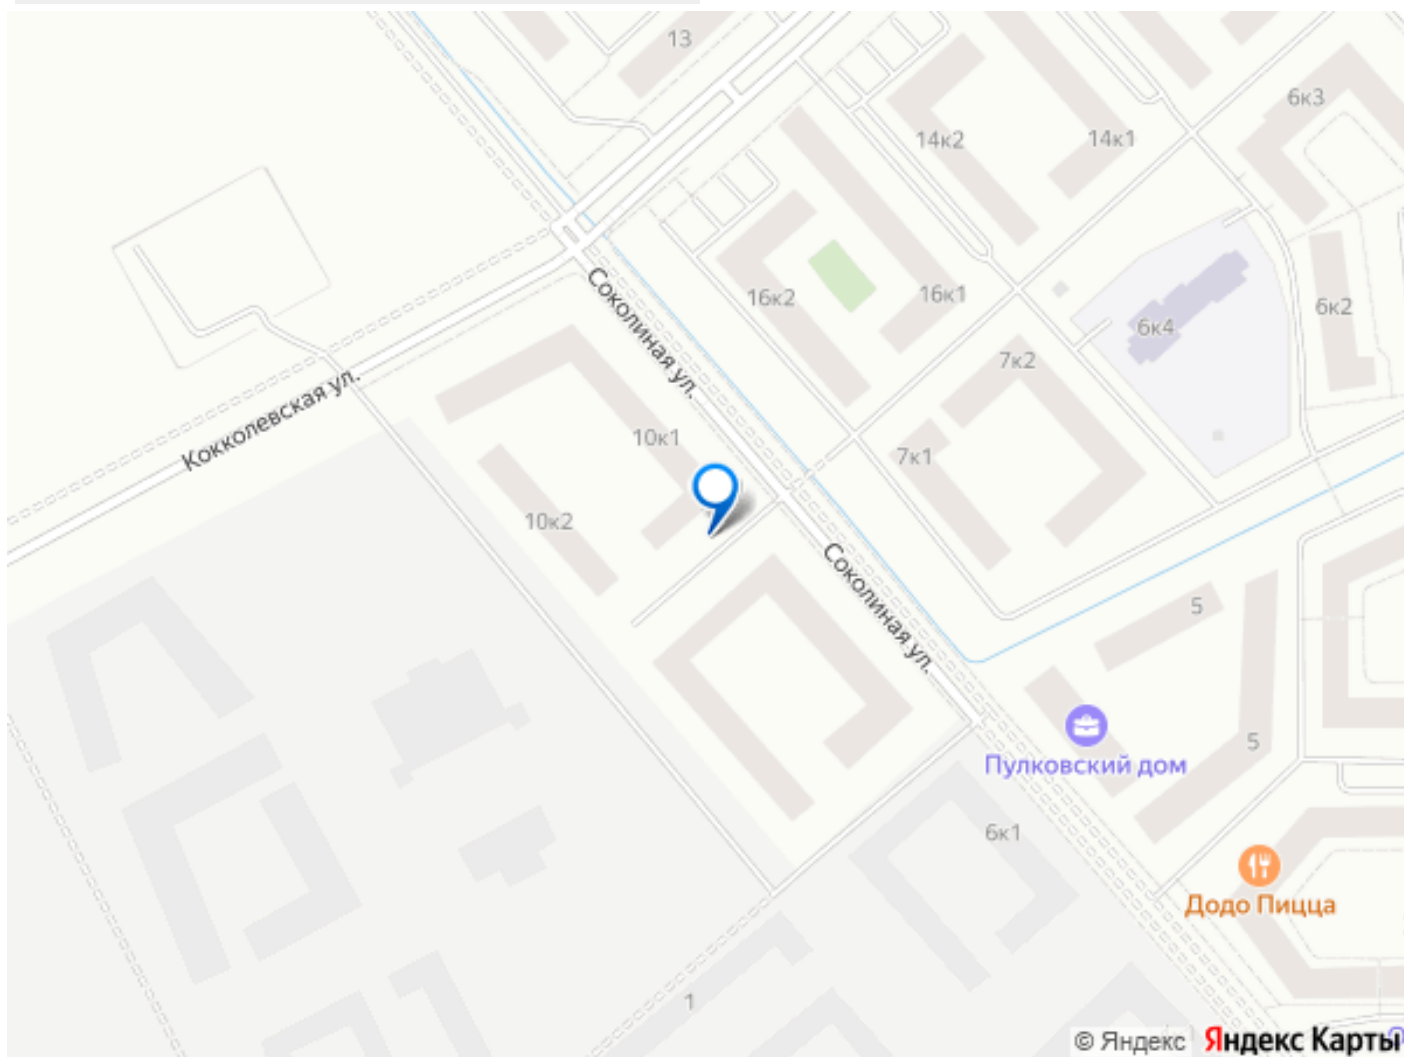 13
6к3
14к2
14к1
Соколиная ул.
16к2
16к1
6к4
6к2
7к2
Кокколевская ул.
10к1
7к1
10к2
Соколиная ул.
5
5
Пулковский дом
6к1
Додо Пицца
1
© Яндекс
Яндекс Карты